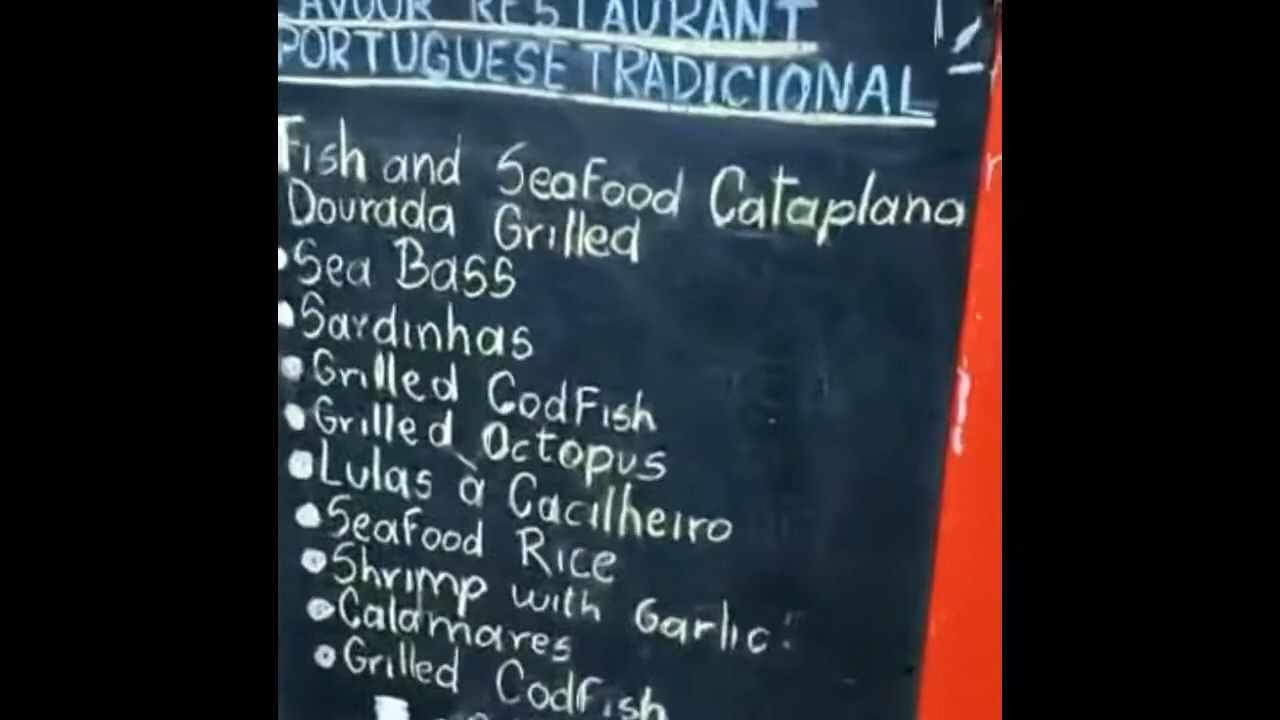 RESTAURANT
PORTUGUESE TRADICIONAL
Fish and Seafood Cataplana
Dourada Grilled
• Sea Bass
• Sardinhas
• Grilled CodFish
• Grilled Octopus
• Lulas à Cacilheiro
• Seafood Rice
• Shrimp with Garlic
• Calamares
• Grilled Codfish